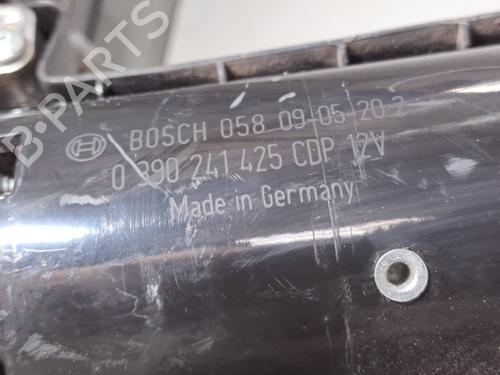 B-PARTS
BOSCH 058 09-05-20 2
0 390 241 425 CDP 12V
Made in Germany